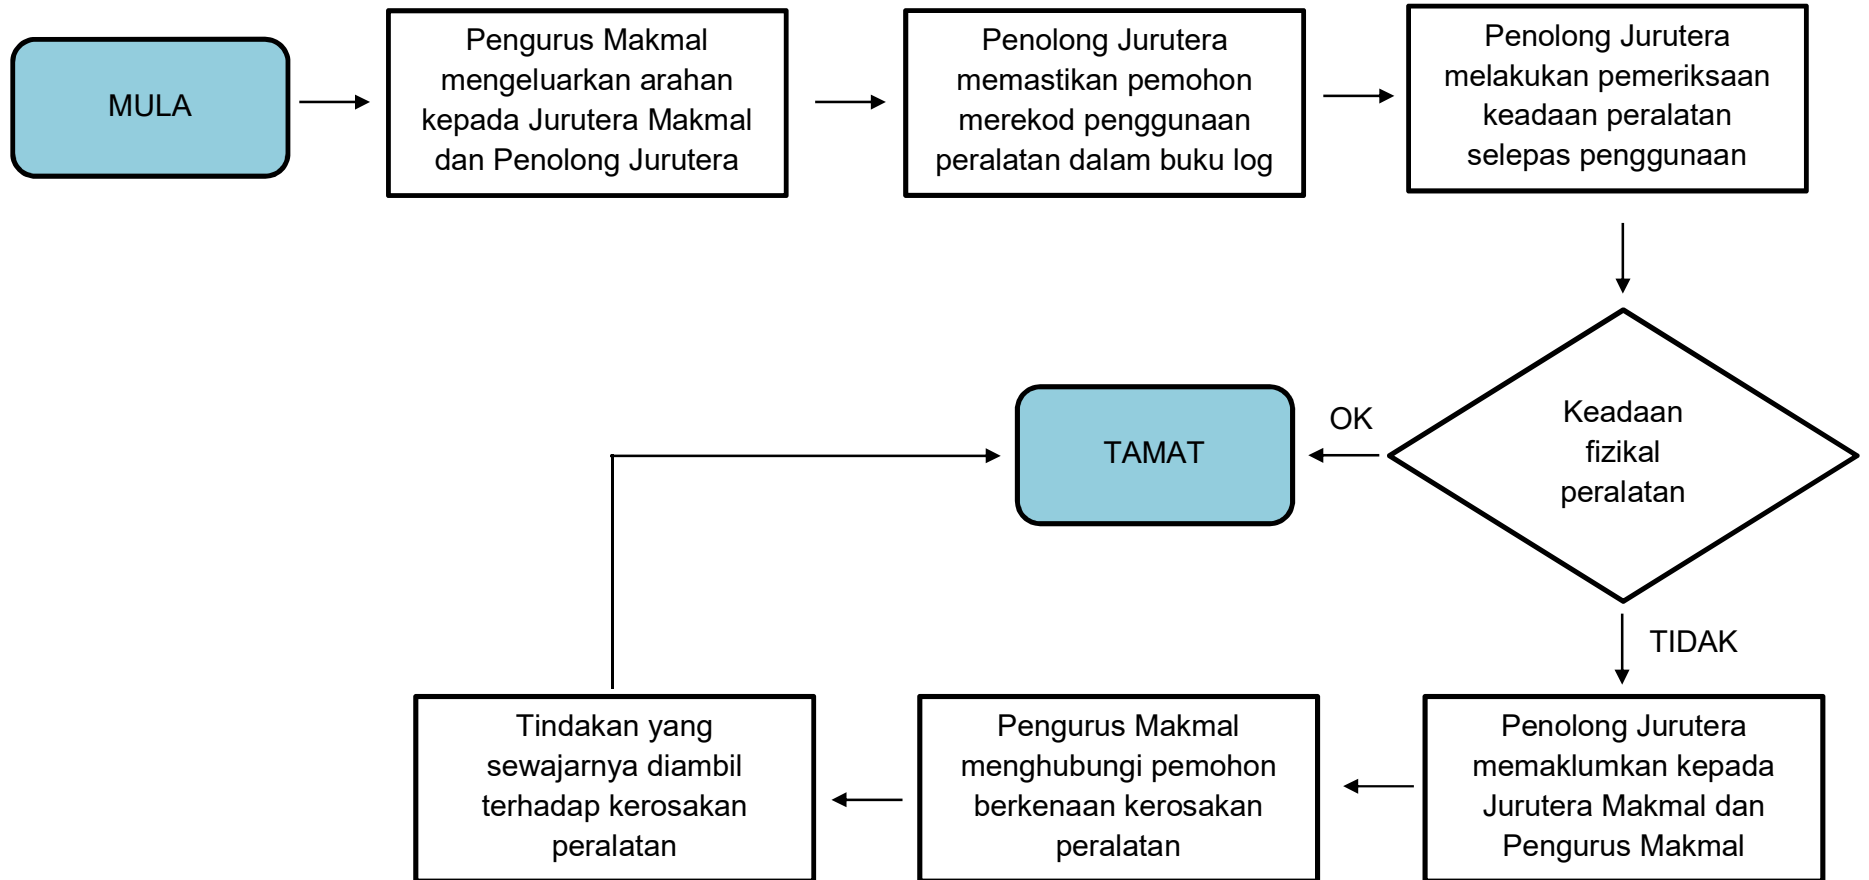 MULA
Pengurus Makmal
mengeluarkan arahan
kepada Jurutera Makmal
dan Penolong Jurutera
Penolong Jurutera
memastikan pemohon
merekod penggunaan
peralatan dalam buku log
Penolong Jurutera
melakukan pemeriksaan
keadaan peralatan
selepas penggunaan
Keadaan
fizikal
peralatan
OK
TAMAT
TIDAK
Penolong Jurutera
memaklumkan kepada
Jurutera Makmal dan
Pengurus Makmal
Pengurus Makmal
menghubungi pemohon
berkenaan kerosakan
peralatan
Tindakan yang
sewajarnya diambil
terhadap kerosakan
peralatan